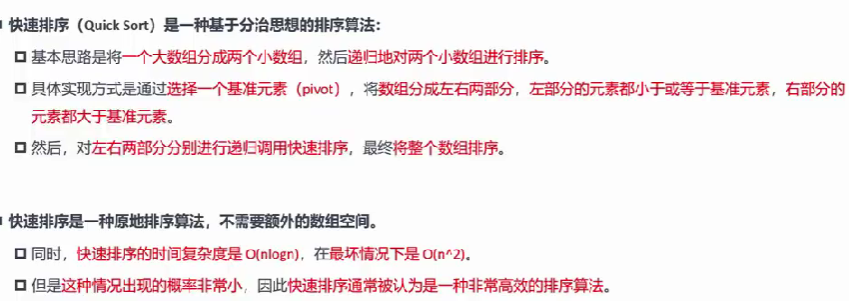 快速排序（Quick Sort）是一种基于分治思想的排序算法：
基本思路是将一个大数组分成两个小数组，然后递归地对两个小数组进行排序。
具体实现方式是通过选择一个基准元素（pivot），将数组分成左右两部分，左部分的元素都小于或等于基准元素，右部分的
元素都大于基准元素。
然后，对左右两部分分别进行递归调用快速排序，最终将整个数组排序。
快速排序是一种原地排序算法，不需要额外的数组空间。
同时，快速排序的时间复杂度是 O(nlogn)，在最坏情况下是 O(n^2)。
但是这种情况出现的概率非常小，因此快速排序通常被认为是一种非常高效的排序算法。